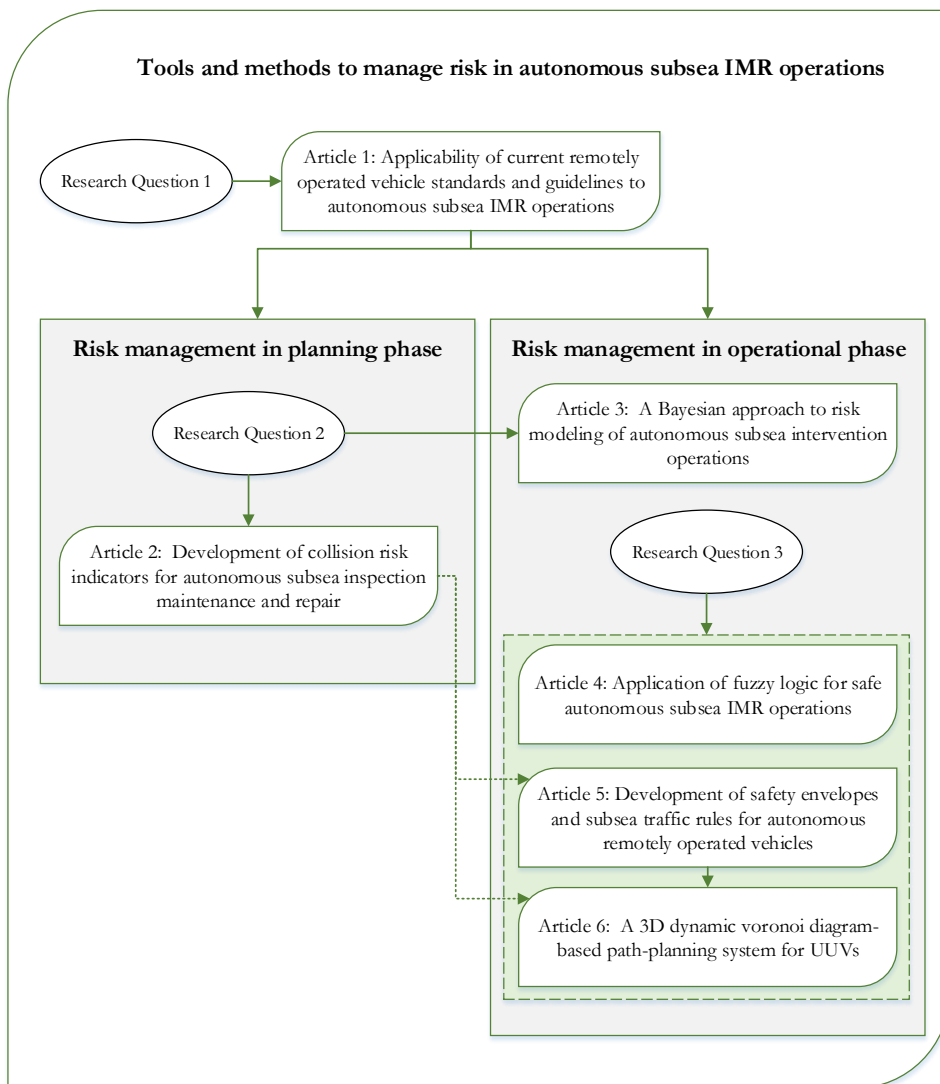 Tools and methods to manage risk in autonomous subsea IMR operations
Research Question 1
Article 1: Applicability of current remotely
operated vehicle standards and guidelines to
autonomous subsea IMR operations
Risk management in planning phase
Research Question 2
Article 2:  Development of collision risk
indicators for autonomous subsea inspection
maintenance and repair
Risk management in operational phase
Article 3:  A Bayesian approach to risk
modeling of autonomous subsea intervention
operations
Research Question 3
Article 4: Application of fuzzy logic for safe
autonomous subsea IMR operations
Article 5: Development of safety envelopes
and subsea traffic rules for autonomous
remotely operated vehicles
Article 6:  A 3D dynamic voronoi diagram-
based path-planning system for UUVs